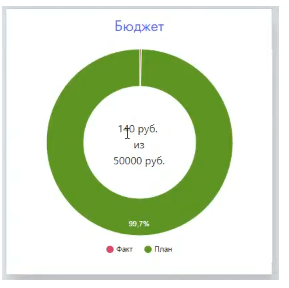 Бюджет
140 руб.
из
50000 руб.
99,7%
Факт План